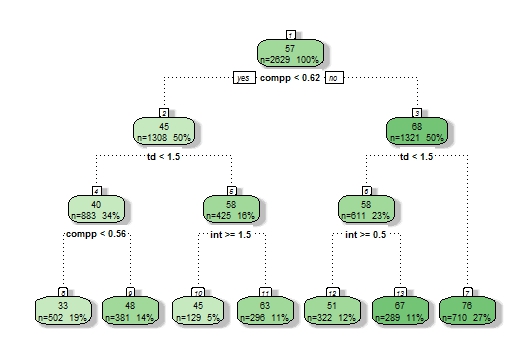 1
57
n=2629 100%
yes compp < 0.62 no
2
3
45
68
n=1308 50%
n=1321 50%
td < 1.5
td < 1.5
4
5
6
40
58
58
n=883 34%
n=425 16%
n=611 23%
compp < 0.56
int >= 1.5
int >= 0.5
8
9
10
11
12
13
7
33
48
45
63
51
67
76
n=502 19%
n=381 14%
n=129 5%
n=296 11%
n=322 12%
n=289 11%
n=710 27%